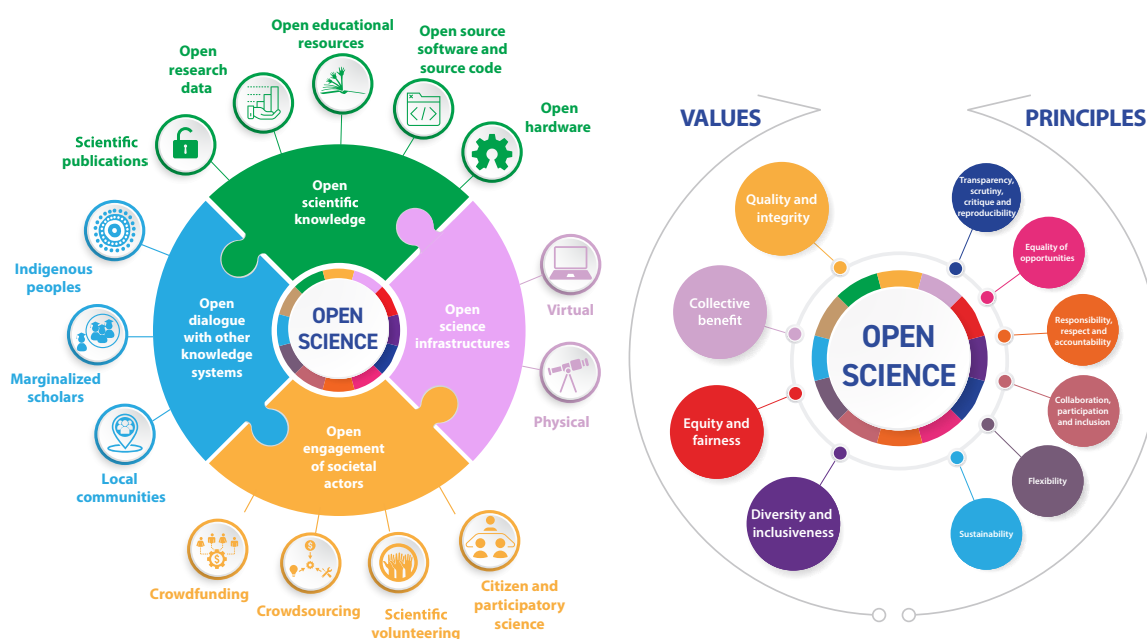 Open educational
resources
Open source
software and
source code
Open
research
data
Open
hardware
Scientific
publications
Open
scientific
knowledge
Indigenous
peoples
Marginalized
scholars
Local
communities
Open
dialogue
with other
knowledge
systems
OPEN
SCIENCE
Open
science
infrastructures
Virtual
Physical
Open
engagement
of societal
actors
Crowdfunding
Crowdsourcing
Scientific
volunteering
Citizen and
participatory
science
VALUES
PRINCIPLES
Quality and
integrity
Collective
benefit
Equity and
fairness
Diversity and
inclusiveness
OPEN
SCIENCE
Transparency,
scrutiny,
critique and
reproducibility
Equality of
opportunities
Responsibility,
respect and
accountability
Collaboration,
participation
and inclusion
Flexibility
Sustainability